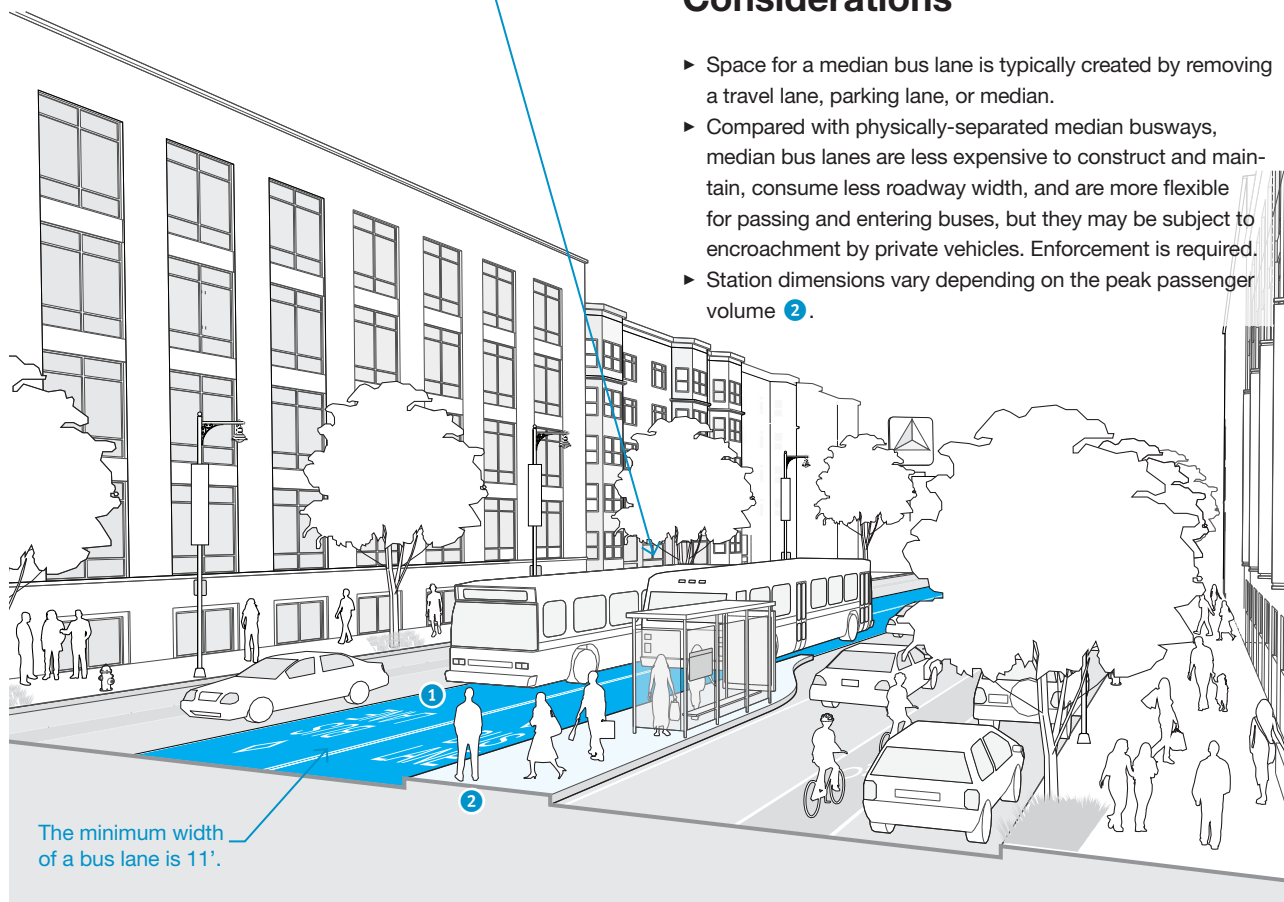 Considerations
► Space for a median bus lane is typically created by removing
a travel lane, parking lane, or median.
► Compared with physically-separated median busways,
median bus lanes are less expensive to construct and main-
tain, consume less roadway width, and are more flexible
for passing and entering buses, but they may be subject to
encroachment by private vehicles. Enforcement is required.
► Station dimensions vary depending on the peak passenger
volume 2 .
1
2
The minimum width
of a bus lane is 11’.